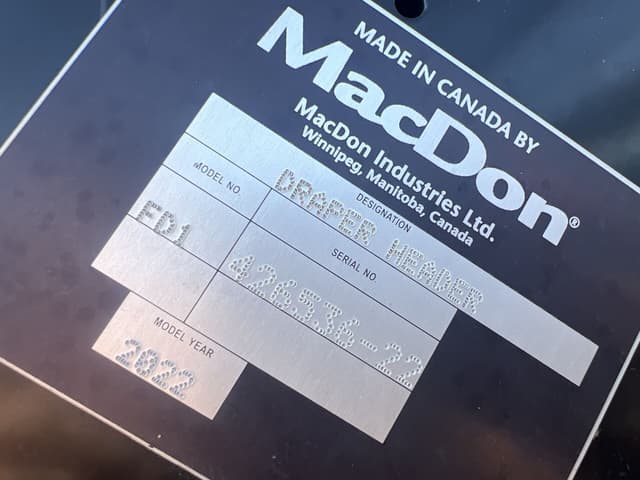 MADE IN CANADA BY
MacDon®
MacDon Industries Ltd.
Winnipeg, Manitoba, Canada
DESIGNATION
DRAPER HEADER
MODEL NO.
FD1
SERIAL NO.
426536-22
MODEL YEAR
2022